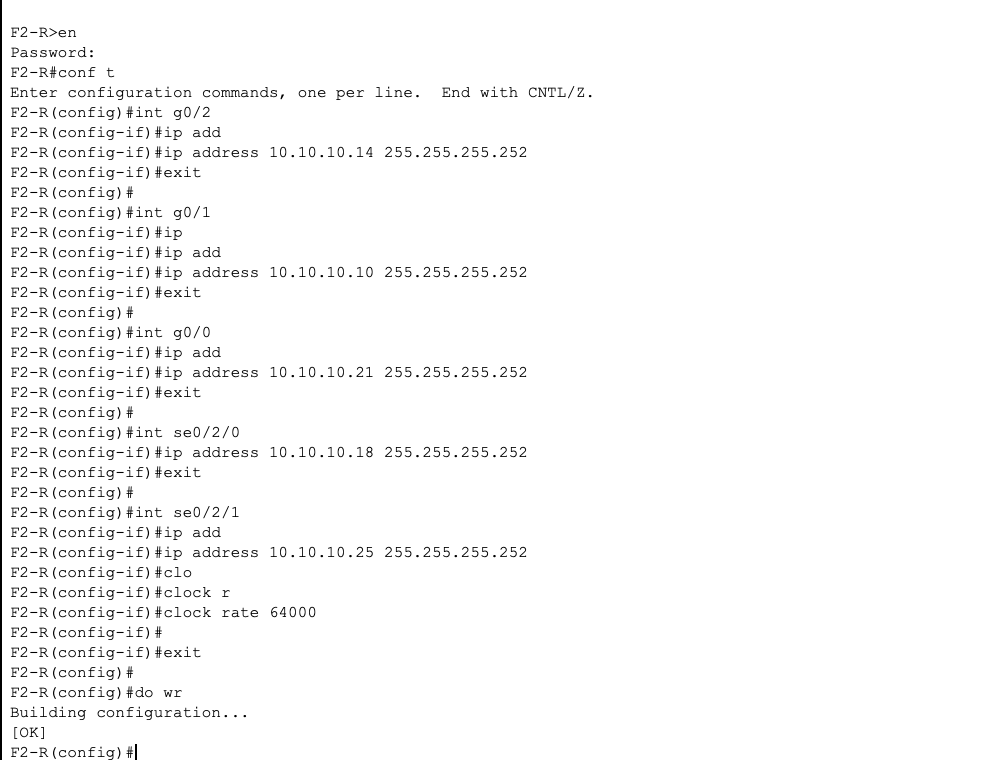 F2-R>en
Password:
F2-R#conf t
Enter configuration commands, one per line.  End with CNTL/Z.
F2-R(config)#int g0/2
F2-R(config-if)#ip add
F2-R(config-if)#ip address 10.10.10.14 255.255.255.252
F2-R(config-if)#exit
F2-R(config)#
F2-R(config)#int g0/1
F2-R(config-if)#ip
F2-R(config-if)#ip add
F2-R(config-if)#ip address 10.10.10.10 255.255.255.252
F2-R(config-if)#exit
F2-R(config)#
F2-R(config)#int g0/0
F2-R(config-if)#ip add
F2-R(config-if)#ip address 10.10.10.21 255.255.255.252
F2-R(config-if)#exit
F2-R(config)#
F2-R(config)#int se0/2/0
F2-R(config-if)#ip address 10.10.10.18 255.255.255.252
F2-R(config-if)#exit
F2-R(config)#
F2-R(config)#int se0/2/1
F2-R(config-if)#ip add
F2-R(config-if)#ip address 10.10.10.25 255.255.255.252
F2-R(config-if)#clo
F2-R(config-if)#clock r
F2-R(config-if)#clock rate 64000
F2-R(config-if)#
F2-R(config-if)#exit
F2-R(config)#
F2-R(config)#do wr
Building configuration...
[OK]
F2-R(config)#